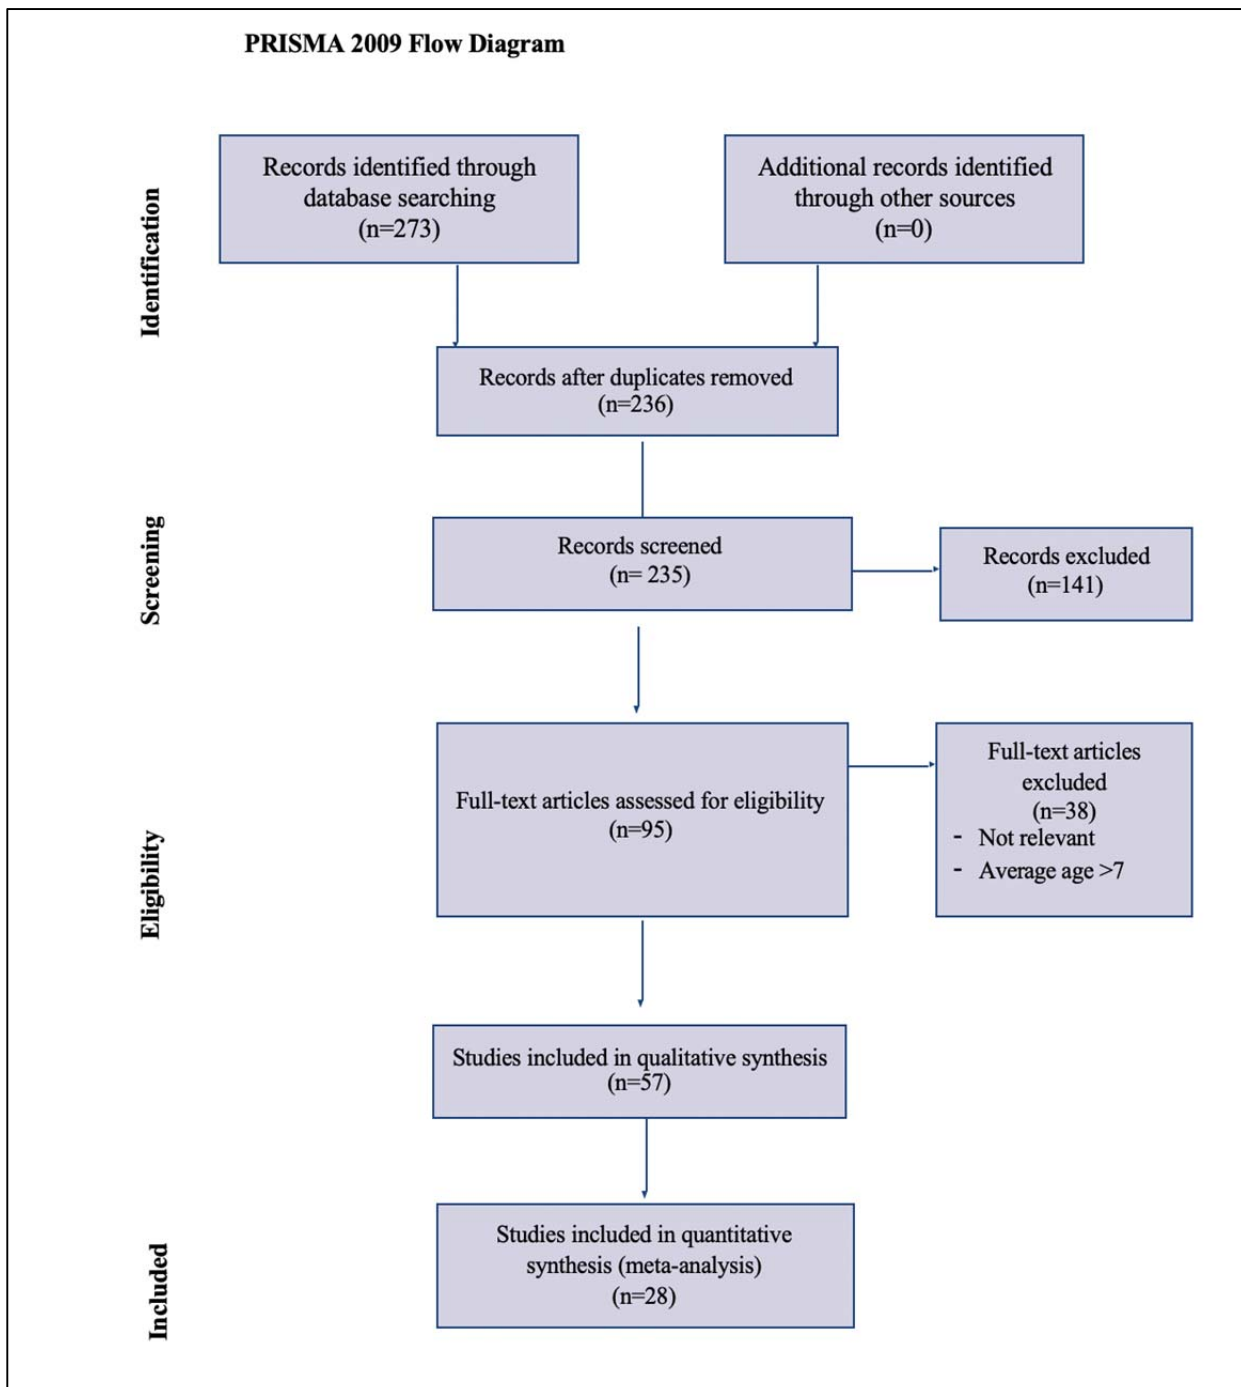 PRISMA 2009 Flow Diagram
Identification
Records identified through
database searching
(n=273)
Additional records identified
through other sources
(n=0)
Records after duplicates removed
(n=236)
Screening
Records screened
(n= 235)
Records excluded
(n=141)
Eligibility
Full-text articles assessed for eligibility
(n=95)
Full-text articles
excluded
(n=38)
- Not relevant
- Average age >7
Studies included in qualitative synthesis
(n=57)
Included
Studies included in quantitative
synthesis (meta-analysis)
(n=28)